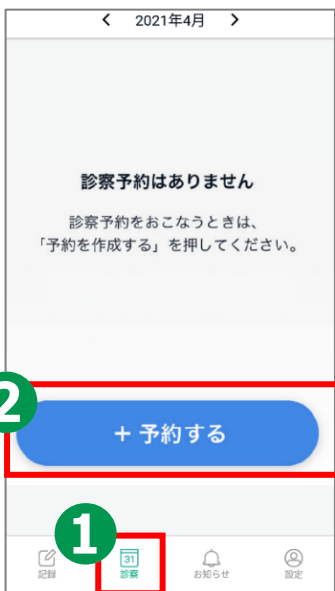 2021年4月
診察予約はありません
診察予約をおこなうときは、
「予約を作成する」を押してください。
2
+ 予約する
1
31
記録 診察 お知らせ 設定